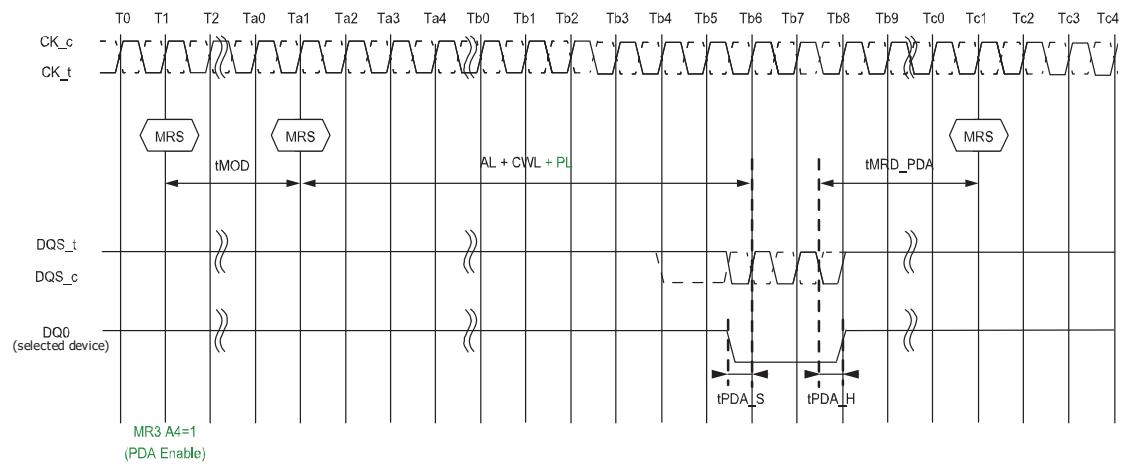 T0 T1 T2 Ta0 Ta1 Ta2 Ta3 Ta4 Tb0 Tb1 Tb2 Tb3 Tb4 Tb5 Tb6 Tb7 Tb8 Tb9 Tc0 Tc1 Tc2 Tc3 Tc4
CK_c
CK_t
MRS MRS MRS
tMOD AL + CWL + PL tMRD_PDA
DQS_t
DQS_c
DQ0
(selected device)
tPDA_S tPDA_H
MR3 A4=1
(PDA Enable)